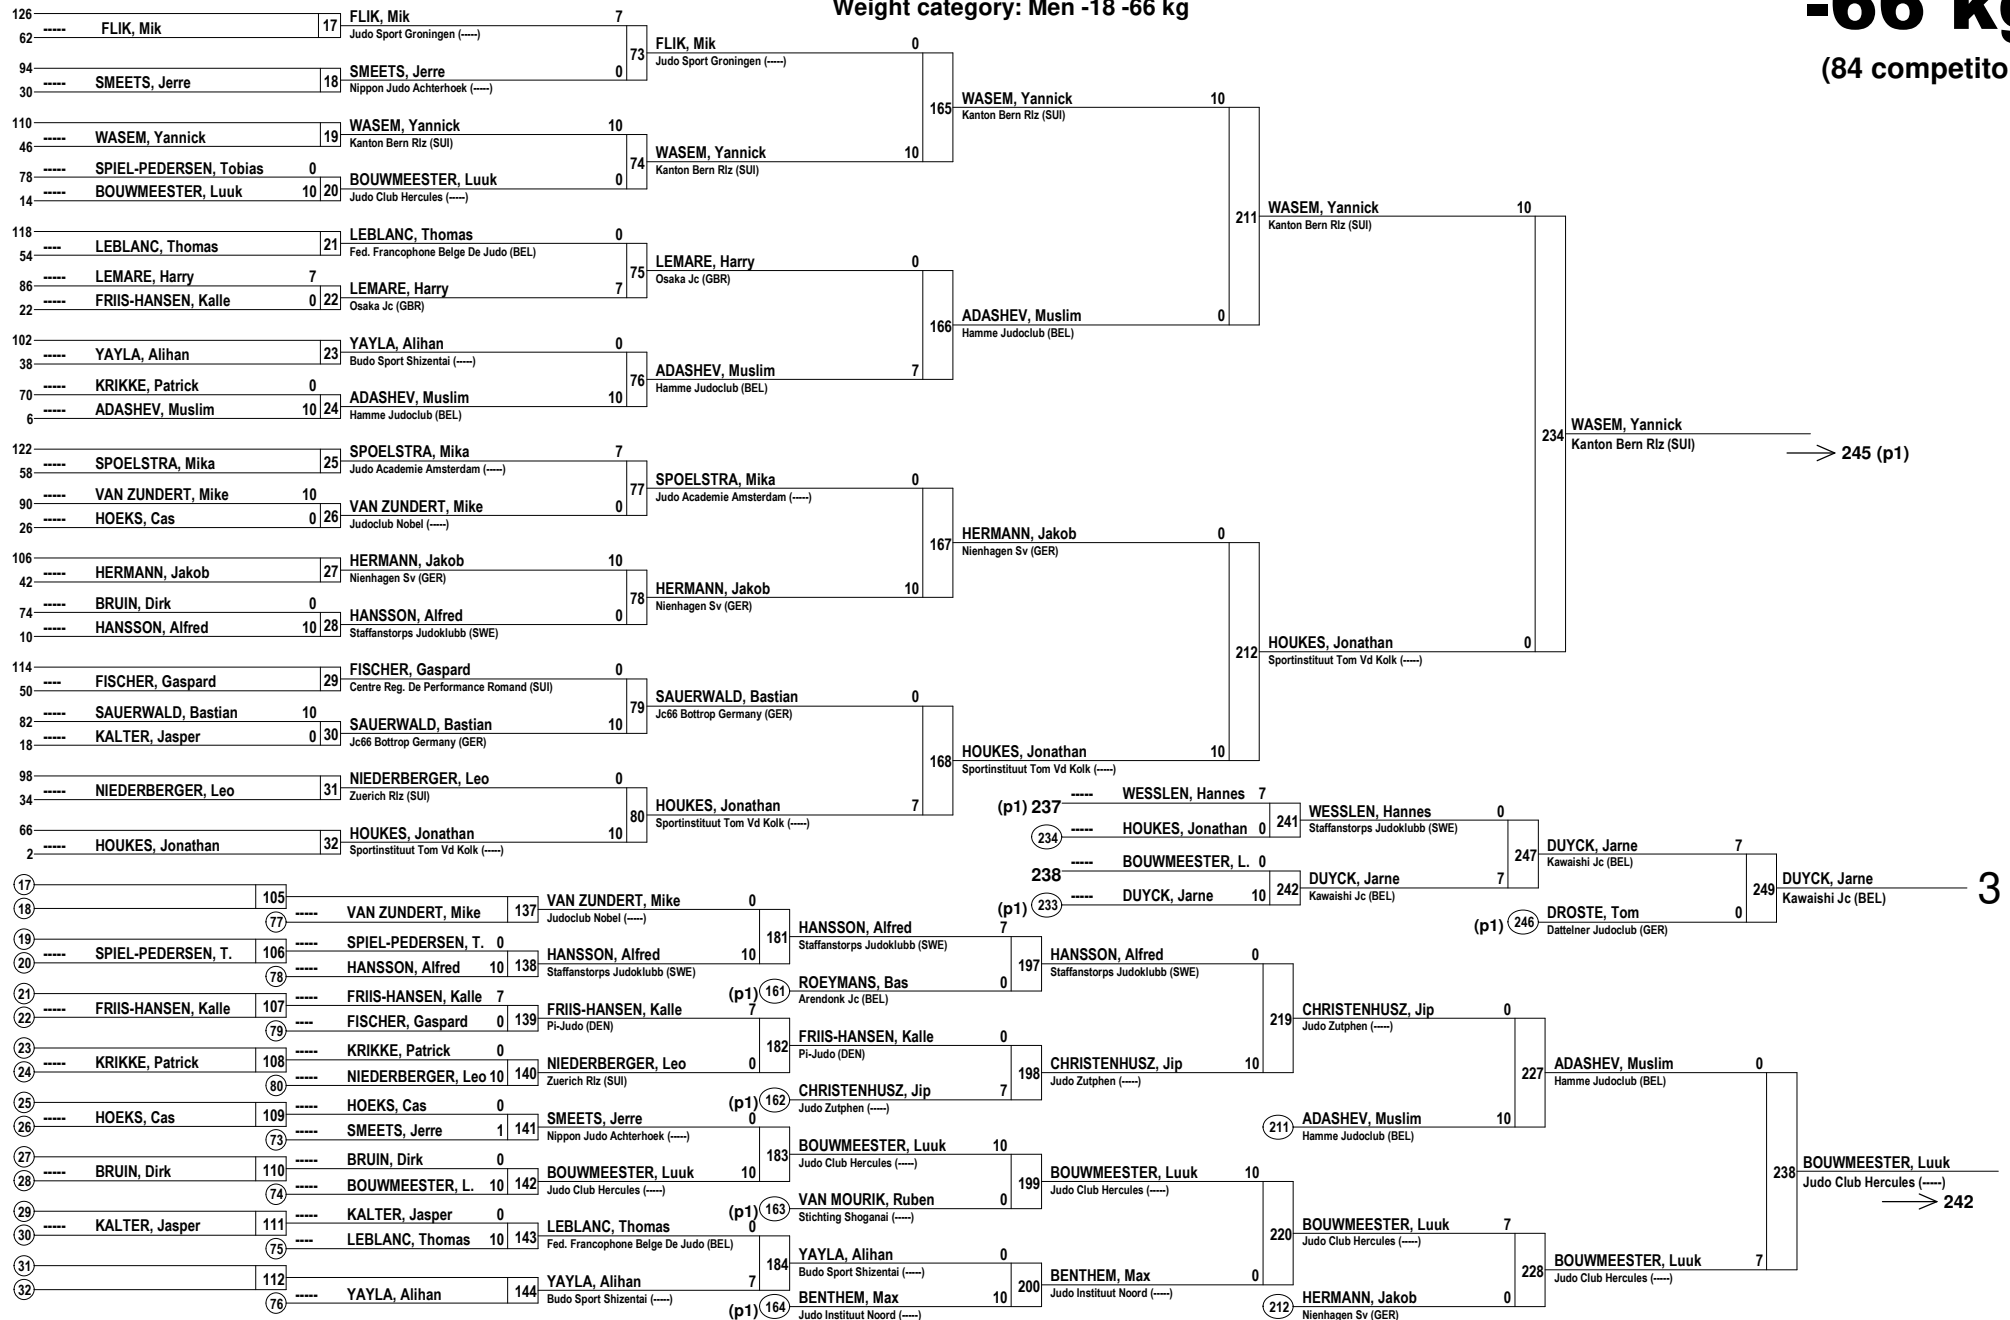 Weight category: Men -18 -66 kg
-66 kg
(84 competito
126 ----- FLIK, Mik 17
62
FLIK, Mik 7
Judo Sport Groningen (-----)
73
FLIK, Mik 0
Judo Sport Groningen (-----)
94 ----- SMEETS, Jerre 18
30
SMEETS, Jerre 0
Nippon Judo Achterhoek (-----)
165
WASEM, Yannick 10
Kanton Bern Rlz (SUI)
110 ----- WASEM, Yannick 19
46
WASEM, Yannick 10
Kanton Bern Rlz (SUI)
74
WASEM, Yannick 10
Kanton Bern Rlz (SUI)
78 ----- SPIEL-PEDERSEN, Tobias 0
14 ----- BOUWMEESTER, Luuk 10 20
BOUWMEESTER, Luuk 0
Judo Club Hercules (-----)
211
WASEM, Yannick 10
Kanton Bern Rlz (SUI)
118 ---- LEBLANC, Thomas 21
54
LEBLANC, Thomas 0
Fed. Francophone Belge De Judo (BEL)
75
LEMARE, Harry 0
Osaka Jc (GBR)
86 ----- LEMARE, Harry 7
22 ----- FRIIS-HANSEN, Kalle 0 22
LEMARE, Harry 7
Osaka Jc (GBR)
166
ADASHEV, Muslim 0
Hamme Judoclub (BEL)
102 ----- YAYLA, Alihan 23
38
YAYLA, Alihan 0
Budo Sport Shizentai (-----)
76
ADASHEV, Muslim 7
Hamme Judoclub (BEL)
70 ----- KRIKKE, Patrick 0
6 ----- ADASHEV, Muslim 10 24
ADASHEV, Muslim 10
Hamme Judoclub (BEL)
234
WASEM, Yannick
Kanton Bern Rlz (SUI)
245 (p1)
122 ----- SPOELSTRA, Mika 25
58
SPOELSTRA, Mika 7
Judo Academie Amsterdam (-----)
77
SPOELSTRA, Mika 0
Judo Academie Amsterdam (-----)
90 ----- VAN ZUNDERT, Mike 10
26 ----- HOEKS, Cas 0 26
VAN ZUNDERT, Mike 0
Judoclub Nobel (-----)
167
HERMANN, Jakob 0
Nienhagen Sv (GER)
106 ----- HERMANN, Jakob 27
42
HERMANN, Jakob 10
Nienhagen Sv (GER)
78
HERMANN, Jakob 10
Nienhagen Sv (GER)
74 ----- BRUIN, Dirk 0
10 ----- HANSSON, Alfred 10 28
HANSSON, Alfred 0
Staffanstorps Judoklubb (SWE)
212
HOUKES, Jonathan 0
Sportinstituut Tom Vd Kolk (-----)
114 ---- FISCHER, Gaspard 29
50
FISCHER, Gaspard 0
Centre Reg. De Performance Romand (SUI)
79
SAUERWALD, Bastian 0
Jc66 Bottrop Germany (GER)
82 ----- SAUERWALD, Bastian 10
18 ----- KALTER, Jasper 0 30
SAUERWALD, Bastian 10
Jc66 Bottrop Germany (GER)
168
HOUKES, Jonathan 10
Sportinstituut Tom Vd Kolk (-----)
98 ----- NIEDERBERGER, Leo 31
34
NIEDERBERGER, Leo 0
Zuerich Rlz (SUI)
80
HOUKES, Jonathan 7
Sportinstituut Tom Vd Kolk (-----)
66 ----- HOUKES, Jonathan 32
2
HOUKES, Jonathan 10
Sportinstituut Tom Vd Kolk (-----)
(p1) 237 ----- WESSLEN, Hannes 7
234 ----- HOUKES, Jonathan 0 241
WESSLEN, Hannes 0
Staffanstorps Judoklubb (SWE)
238 ----- BOUWMEESTER, L. 0
(p1) 233 ----- DUYCK, Jarne 10 242
DUYCK, Jarne 7
Kawaishi Jc (BEL)
247
DUYCK, Jarne 7
Kawaishi Jc (BEL)
(p1) 246 DROSTE, Tom 0
Dattelner Judoclub (GER)
249
DUYCK, Jarne
Kawaishi Jc (BEL)
3
17
18 105
77 ----- VAN ZUNDERT, Mike 137
VAN ZUNDERT, Mike 0
Judoclub Nobel (-----)
19
20 ----- SPIEL-PEDERSEN, T. 106
----- SPIEL-PEDERSEN, T. 0
78 ----- HANSSON, Alfred 10 138
HANSSON, Alfred 10
Staffanstorps Judoklubb (SWE)
181
HANSSON, Alfred 7
Staffanstorps Judoklubb (SWE)
(p1) 161 ROEYMANS, Bas 0
Arendonk Jc (BEL)
197
HANSSON, Alfred 0
Staffanstorps Judoklubb (SWE)
21
22 ----- FRIIS-HANSEN, Kalle 107
----- FRIIS-HANSEN, Kalle 7
79 ---- FISCHER, Gaspard 0 139
FRIIS-HANSEN, Kalle 7
Pi-Judo (DEN)
23
24 ----- KRIKKE, Patrick 108
----- KRIKKE, Patrick 0
80 ----- NIEDERBERGER, Leo 10 140
NIEDERBERGER, Leo 0
Zuerich Rlz (SUI)
182
FRIIS-HANSEN, Kalle 0
Pi-Judo (DEN)
(p1) 162 CHRISTENHUSZ, Jip 7
Judo Zutphen (-----)
198
CHRISTENHUSZ, Jip 10
Judo Zutphen (-----)
219
CHRISTENHUSZ, Jip 0
Judo Zutphen (-----)
211 ADASHEV, Muslim 10
Hamme Judoclub (BEL)
227
ADASHEV, Muslim 0
Hamme Judoclub (BEL)
25
26 ----- HOEKS, Cas 109
----- HOEKS, Cas 0
73 ----- SMEETS, Jerre 1 141
SMEETS, Jerre 0
Nippon Judo Achterhoek (-----)
27
28 ----- BRUIN, Dirk 110
----- BRUIN, Dirk 0
74 ----- BOUWMEESTER, L. 10 142
BOUWMEESTER, Luuk 10
Judo Club Hercules (-----)
183
BOUWMEESTER, Luuk 10
Judo Club Hercules (-----)
(p1) 163 VAN MOURIK, Ruben 0
Stichting Shoganai (-----)
199
BOUWMEESTER, Luuk 10
Judo Club Hercules (-----)
238
BOUWMEESTER, Luuk
Judo Club Hercules (-----)
242
29
30 ----- KALTER, Jasper 111
----- KALTER, Jasper 0
75 ---- LEBLANC, Thomas 10 143
LEBLANC, Thomas 0
Fed. Francophone Belge De Judo (BEL)
31
32 112
76 ----- YAYLA, Alihan 144
YAYLA, Alihan 7
Budo Sport Shizentai (-----)
184
YAYLA, Alihan 0
Budo Sport Shizentai (-----)
(p1) 164 BENTHEM, Max 10
Judo Instituut Noord (-----)
200
BENTHEM, Max 0
Judo Instituut Noord (-----)
220
BOUWMEESTER, Luuk 7
Judo Club Hercules (-----)
212 HERMANN, Jakob 0
Nienhagen Sv (GER)
228
BOUWMEESTER, Luuk 7
Judo Club Hercules (-----)